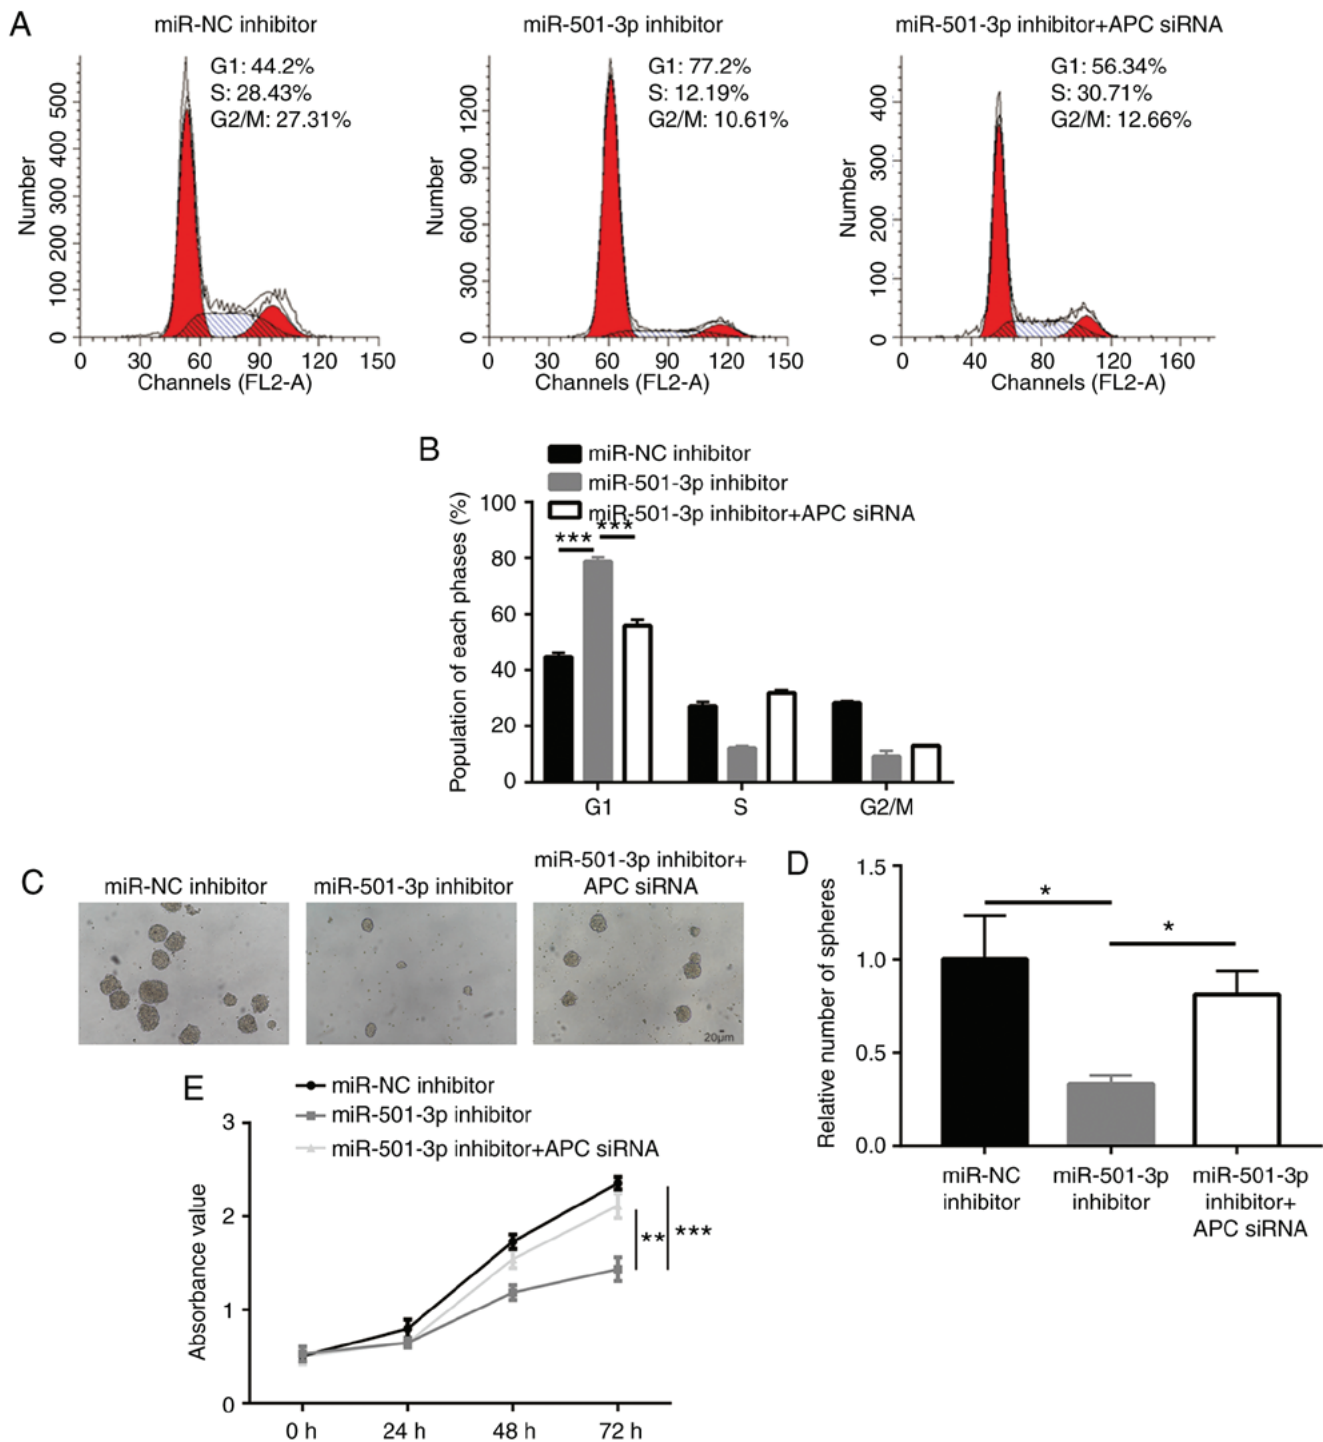 A
miR-NC inhibitor
G1: 44.2%
S: 28.43%
G2/M: 27.31%
Number
500
400
300
200
100
0
0 30 60 90 120 150
Channels (FL2-A)
miR-501-3p inhibitor
G1: 77.2%
S: 12.19%
G2/M: 10.61%
Number
1200
900
600
300
0
0 30 60 90 120 150
Channels (FL2-A)
miR-501-3p inhibitor+APC siRNA
G1: 56.34%
S: 30.71%
G2/M: 12.66%
Number
400
300
200
100
0
0 40 80 120 160
Channels (FL2-A)
B
miR-NC inhibitor
miR-501-3p inhibitor
miR-501-3p inhibitor+APC siRNA
Population of each phases (%)
100
80
60
40
20
0
*** ***
G1 S G2/M
C
miR-NC inhibitor
miR-501-3p inhibitor
miR-501-3p inhibitor+
APC siRNA
20μm
D
Relative number of spheres
1.5
1.0
0.5
0.0
*
*
miR-NC
inhibitor
miR-501-3p
inhibitor
miR-501-3p
inhibitor+
APC siRNA
E
miR-NC inhibitor
miR-501-3p inhibitor
miR-501-3p inhibitor+APC siRNA
Absorbance value
3
2
1
0
** ***
0 h 24 h 48 h 72 h